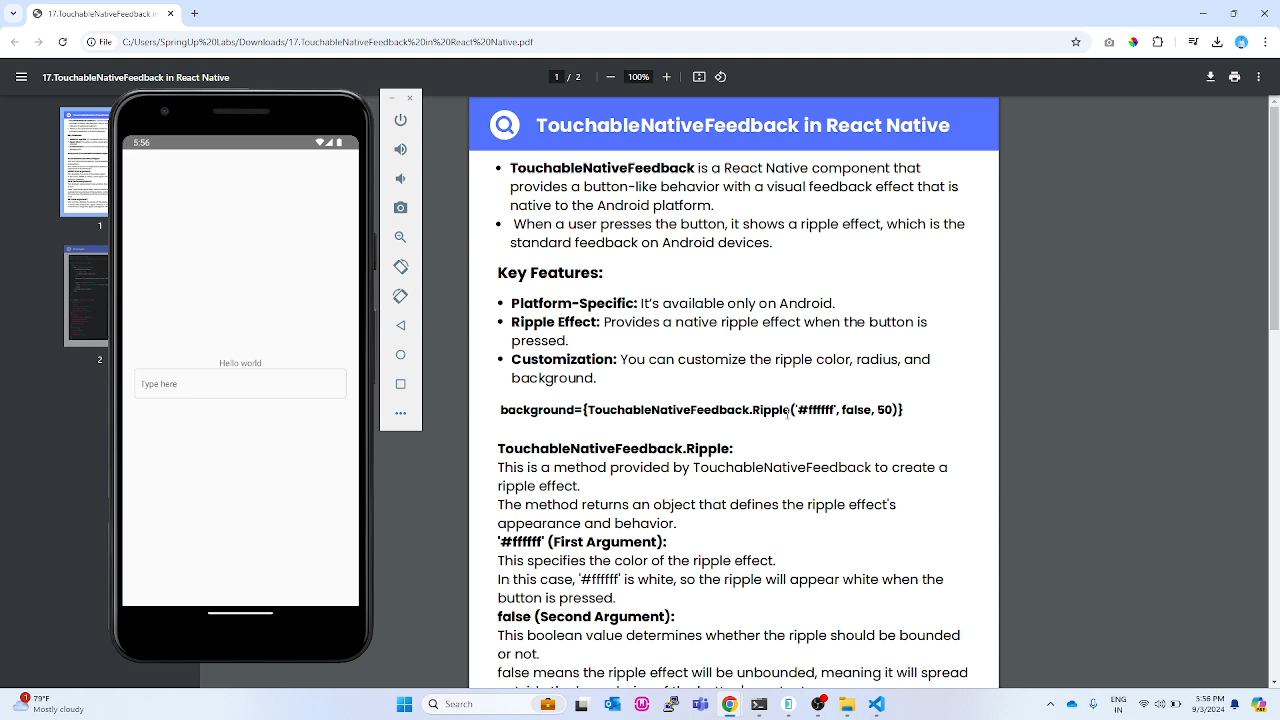 17.TouchableNativeFeedback in
File
C:/Users/SpringUp%20Labs/Downloads/17.TouchableNativeFeedback%20in%20React%20Native.pdf
17.TouchableNativeFeedback in React Native
1 / 2
100%
1
2
5:56
Hello world
Type here
TouchableNativeFeedback in React Native
is a React Native component that
provides a button-like behavior with a visual feedback effect that is
native to the Android platform.
When a user presses the button, it shows a ripple effect, which is the
standard feedback on Android devices.
Key Features:
Platform-Specific: It's available only on Android.
Ripple Effect: Provides a native ripple effect when the button is
pressed.
Customization: You can customize the ripple color, radius, and
background.
background={TouchableNativeFeedback.Ripple('#ffffff', false, 50)}
TouchableNativeFeedback.Ripple:
This is a method provided by TouchableNativeFeedback to create a
ripple effect.
The method returns an object that defines the ripple effect's
appearance and behavior.
'#ffffff' (First Argument):
This specifies the color of the ripple effect.
In this case, '#ffffff' is white, so the ripple will appear white when the
button is pressed.
false (Second Argument):
This boolean value determines whether the ripple should be bounded
or not.
false means the ripple effect will be unbounded, meaning it will spread
1
79°F
Mostly cloudy
Search
ENG
IN
5:56 PM
9/3/2024